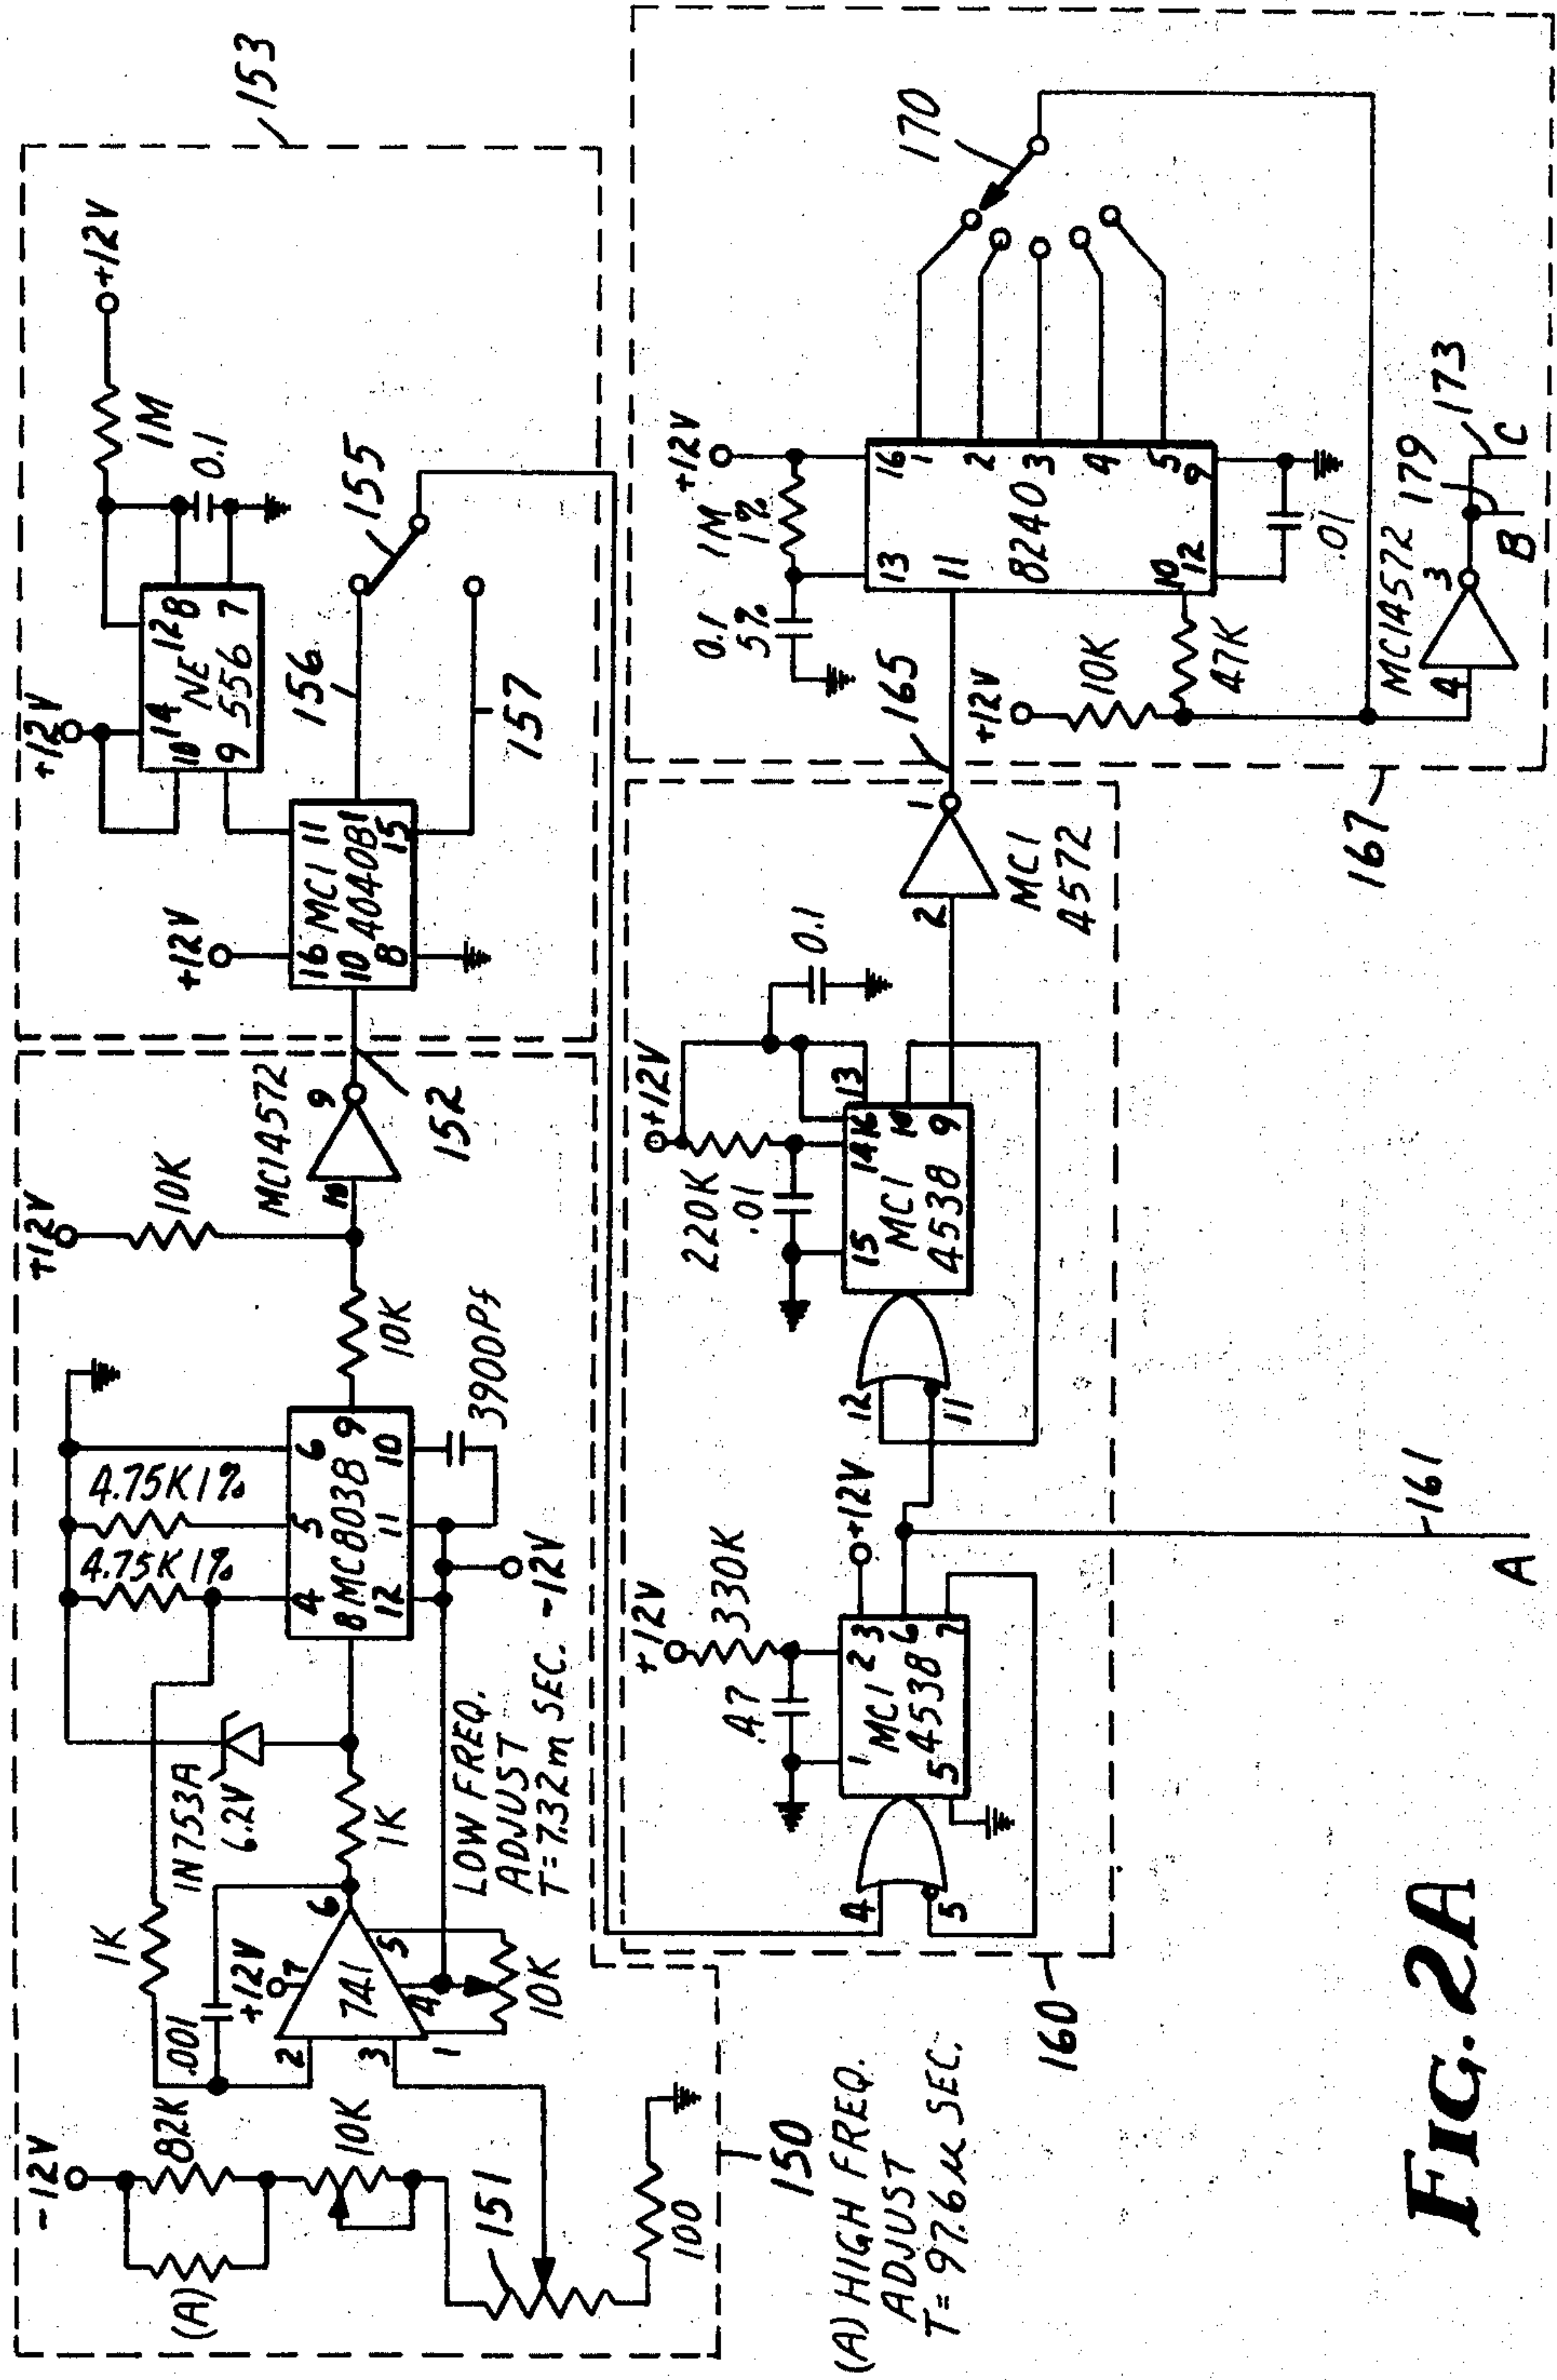 -12V
82K
(A)
10K
151
100
150
(A) HIGH FREQ.
ADJUST
T=97.6μ SEC.
1K
.001
+12V
7
2
741
6
3
4
5
1
10K
1N753A
6.2V
1K
LOW FREQ.
ADJUST
T=7.32m SEC.
-12V
4.75K 1%
4.75K 1%
4 5 6
8 MC8038 9
12 11 10
3900Pf
10K
+12V
10K
MC14572
10
9
152
153
+12V
16 11
MC1
10 4040B 1
8 15
+12V
10 14 12
NE 8
9 556 7
1M
+12V
0.1
156
155
157
160
4
5
+12V
330K
.47
1 2 3
MC1 6
5 4538 7
+12V
161
A
12
11
+12V
220K
.01
15 14 16 13
MC1 10
4538 9
0.1
2
1
MC1
4572
165
167
+12V
1M
1%
0.1
5%
13 16
11 1
8240 2
3
4
10 5
12 9
.01
170
+12V
10K
47K
MC14572
4
3
179
173
B
C
FIG. 2A